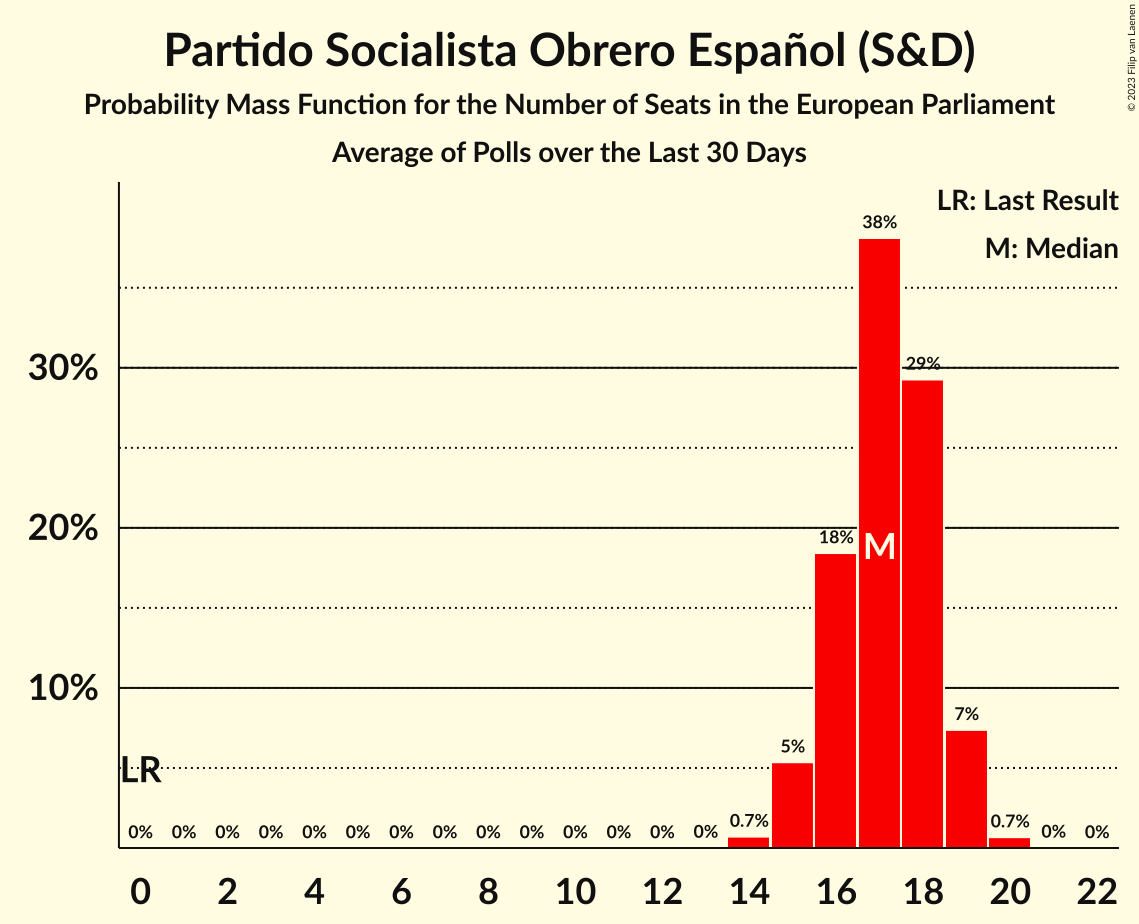 Partido Socialista Obrero Español (S&D)
Probability Mass Function for the Number of Seats in the European Parliament
Average of Polls over the Last 30 Days
© 2023 Filip van Laenen
LR: Last Result
M: Median
38%
30%
29%
20%
18%
M
10%
7%
5%
LR
0% 0% 0% 0% 0% 0% 0% 0% 0% 0% 0% 0% 0% 0% 0.7% 0.7% 0% 0%
0 2 4 6 8 10 12 14 16 18 20 22